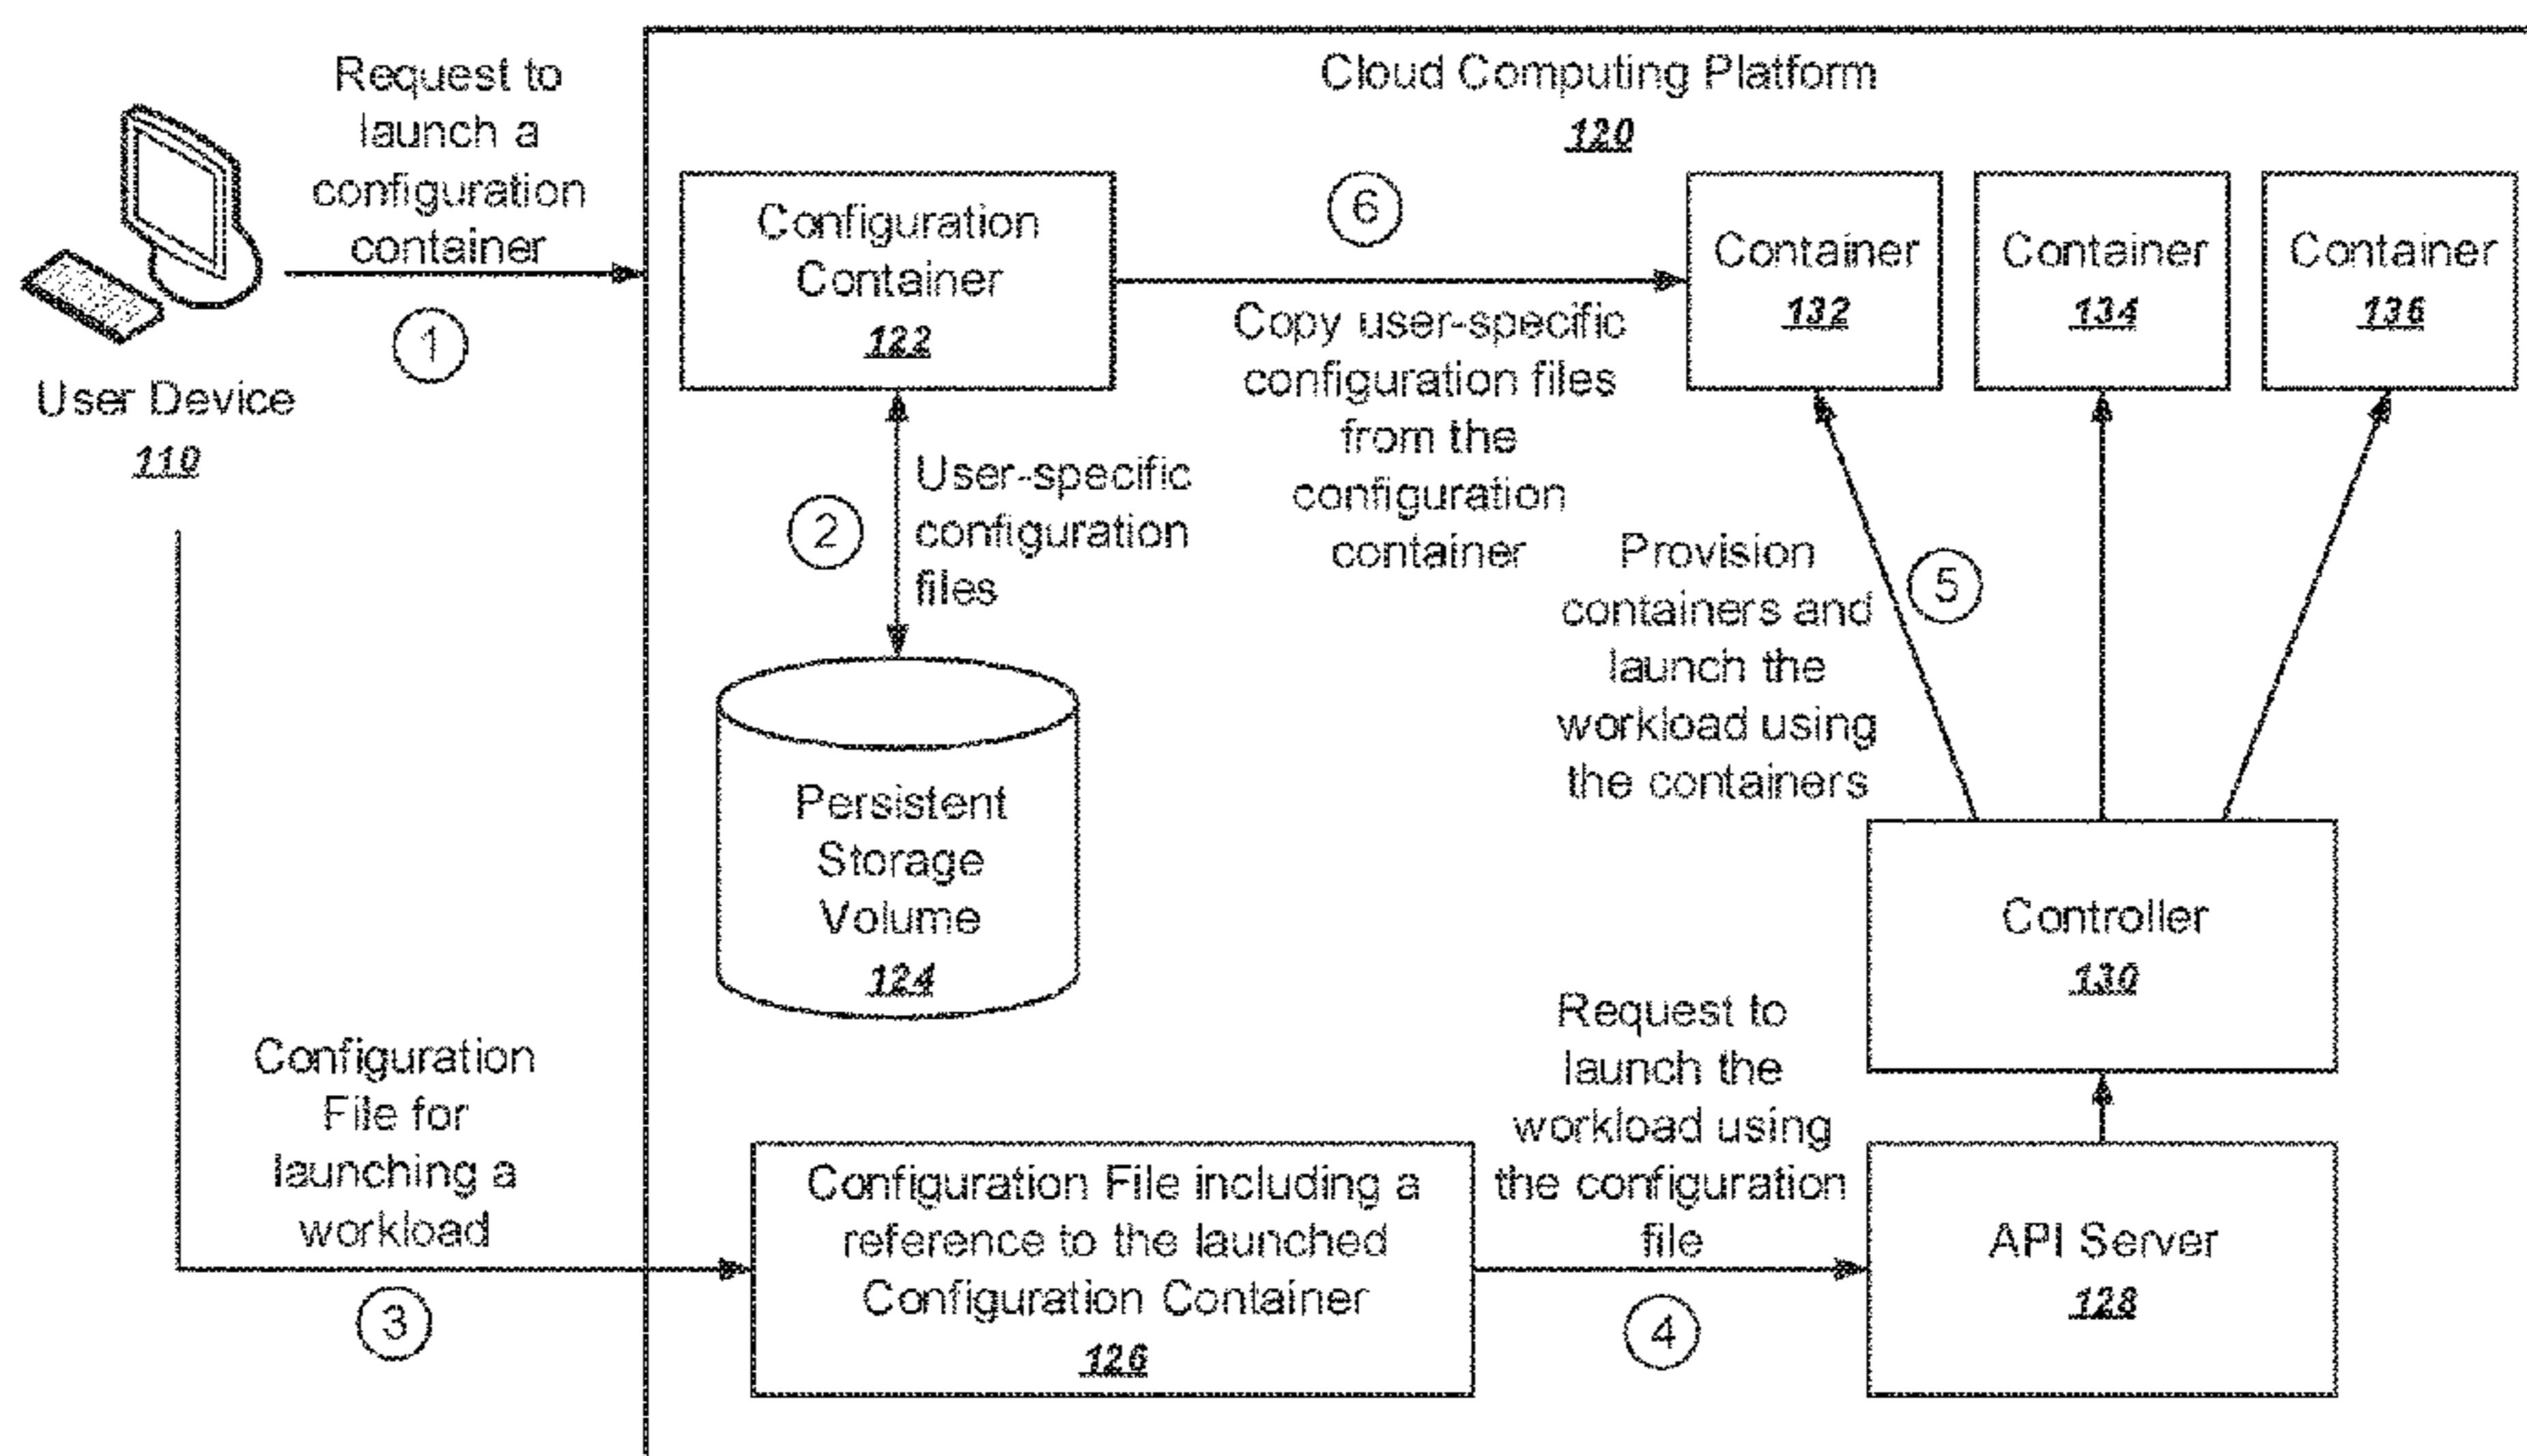 Request to
launch a
configuration
container
1
User Device
110
Cloud Computing Platform
120
Configuration
Container
122
6
Copy user-specific
configuration files
from the
configuration
container
Container
132
Container
134
Container
136
2
User-specific
configuration
files
Persistent
Storage
Volume
124
Provision
containers and
launch the
workload using
the containers
5
Controller
130
Configuration
File for
launching a
workload
3
Configuration File including a
reference to the launched
Configuration Container
126
Request to
launch the
workload using
the configuration
file
4
API Server
128